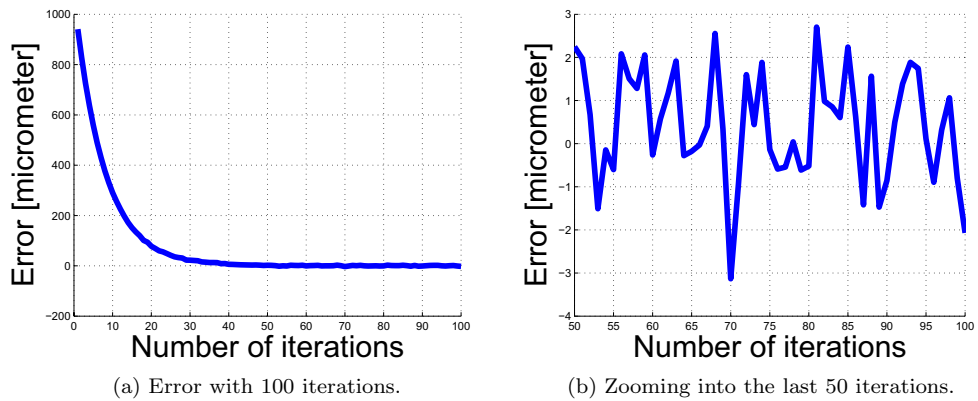 1000
800
600
400
200
0
−200
0 10 20 30 40 50 60 70 80 90 100
Error [micrometer]
Number of iterations
(a) Error with 100 iterations.
3
2
1
0
−1
−2
−3
−4
50 55 60 65 70 75 80 85 90 95 100
Error [micrometer]
Number of iterations
(b) Zooming into the last 50 iterations.